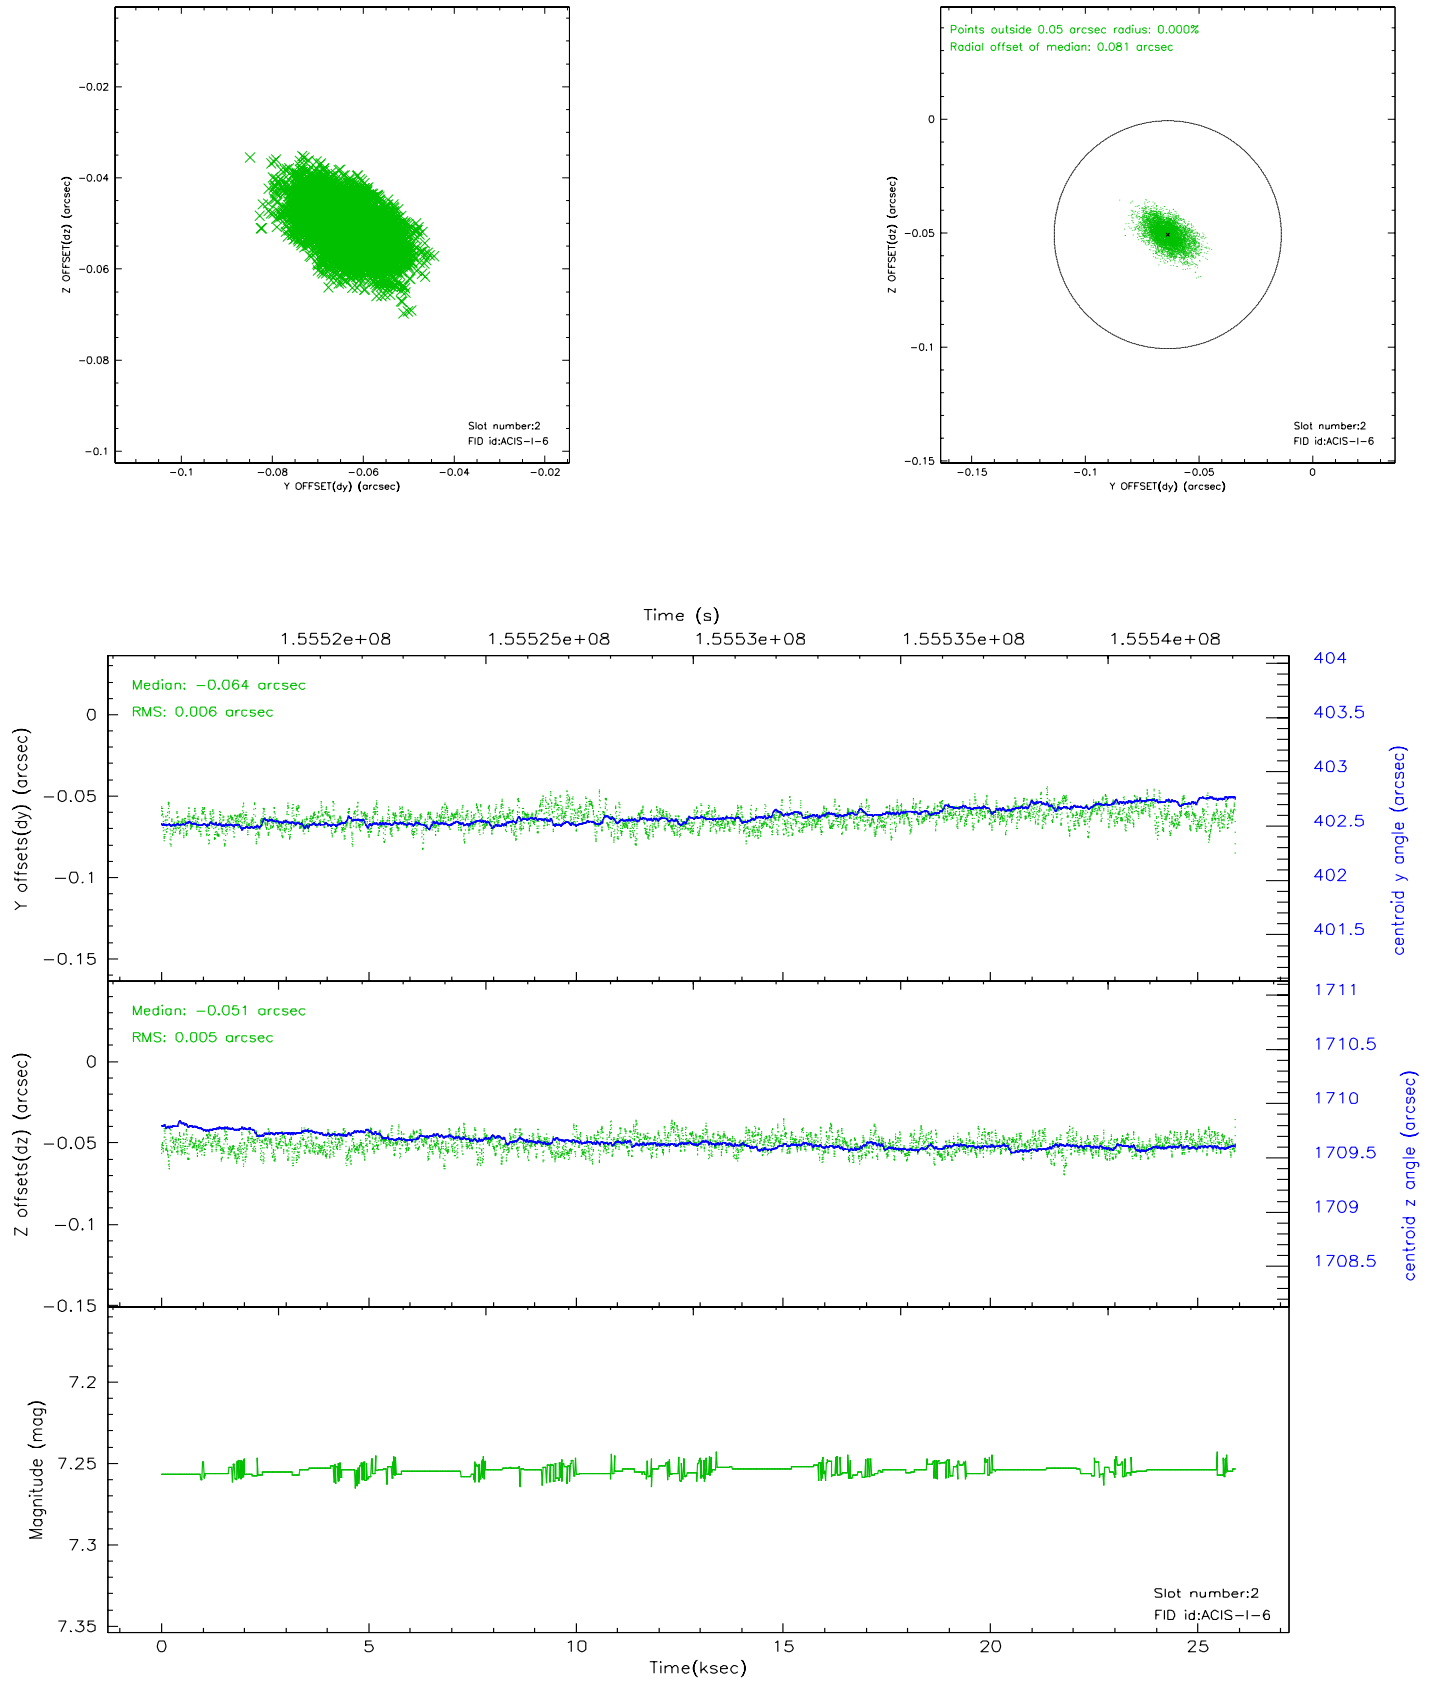 -0.02
-0.04
-0.06
-0.08
-0.1
Z OFFSET(dz) (arcsec)
Slot number:2
FID id:ACIS-I-6
-0.1 -0.08 -0.06 -0.04 -0.02
Y OFFSET(dy) (arcsec)
Points outside 0.05 arcsec radius: 0.000%
Radial offset of median: 0.081 arcsec
0
-0.05
-0.1
-0.15
Z OFFSET(dz) (arcsec)
Slot number:2
FID id:ACIS-I-6
-0.15 -0.1 -0.05 0
Y OFFSET(dy) (arcsec)
Time (s)
1.5552e+08 1.55525e+08 1.5553e+08 1.55535e+08 1.5554e+08
Median: -0.064 arcsec
RMS: 0.006 arcsec
0
-0.05
-0.1
-0.15
Y offsets(dy) (arcsec)
404
403.5
403
402.5
402
401.5
centroid y angle (arcsec)
Median: -0.051 arcsec
RMS: 0.005 arcsec
0
-0.05
-0.1
-0.15
Z offsets(dz) (arcsec)
1711
1710.5
1710
1709.5
1709
1708.5
centroid z angle (arcsec)
7.2
7.25
7.3
7.35
Magnitude (mag)
Slot number:2
FID id:ACIS-I-6
0 5 10 15 20 25
Time(ksec)